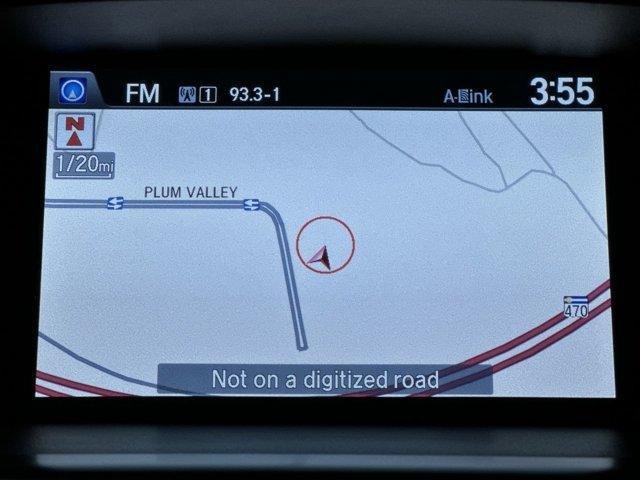 FM 1 93.3-1 A-Link 3:55
N
1/20mi
PLUM VALLEY
470
Not on a digitized road